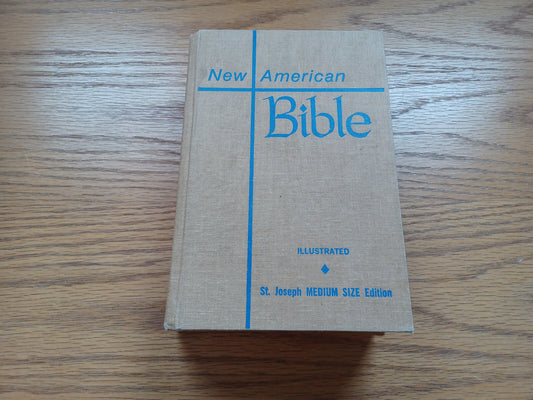 New American
Bible
ILLUSTRATED
St. Joseph MEDIUM SIZE Edition